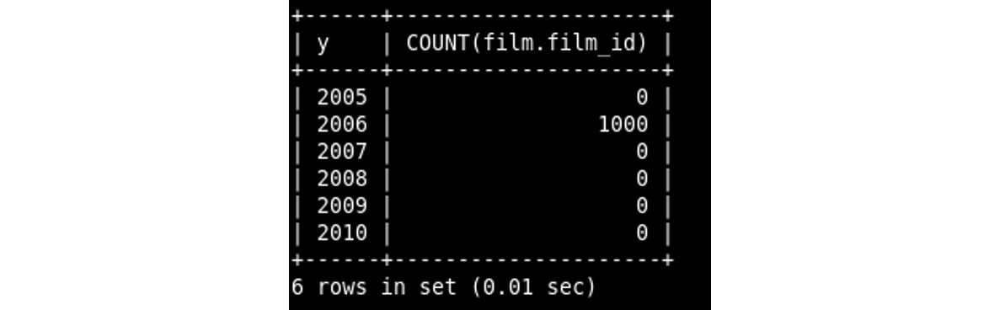 +------+---------------------+
| y    | COUNT(film.film_id) |
+------+---------------------+
| 2005 |                   0 |
| 2006 |                1000 |
| 2007 |                   0 |
| 2008 |                   0 |
| 2009 |                   0 |
| 2010 |                   0 |
+------+---------------------+
6 rows in set (0.01 sec)